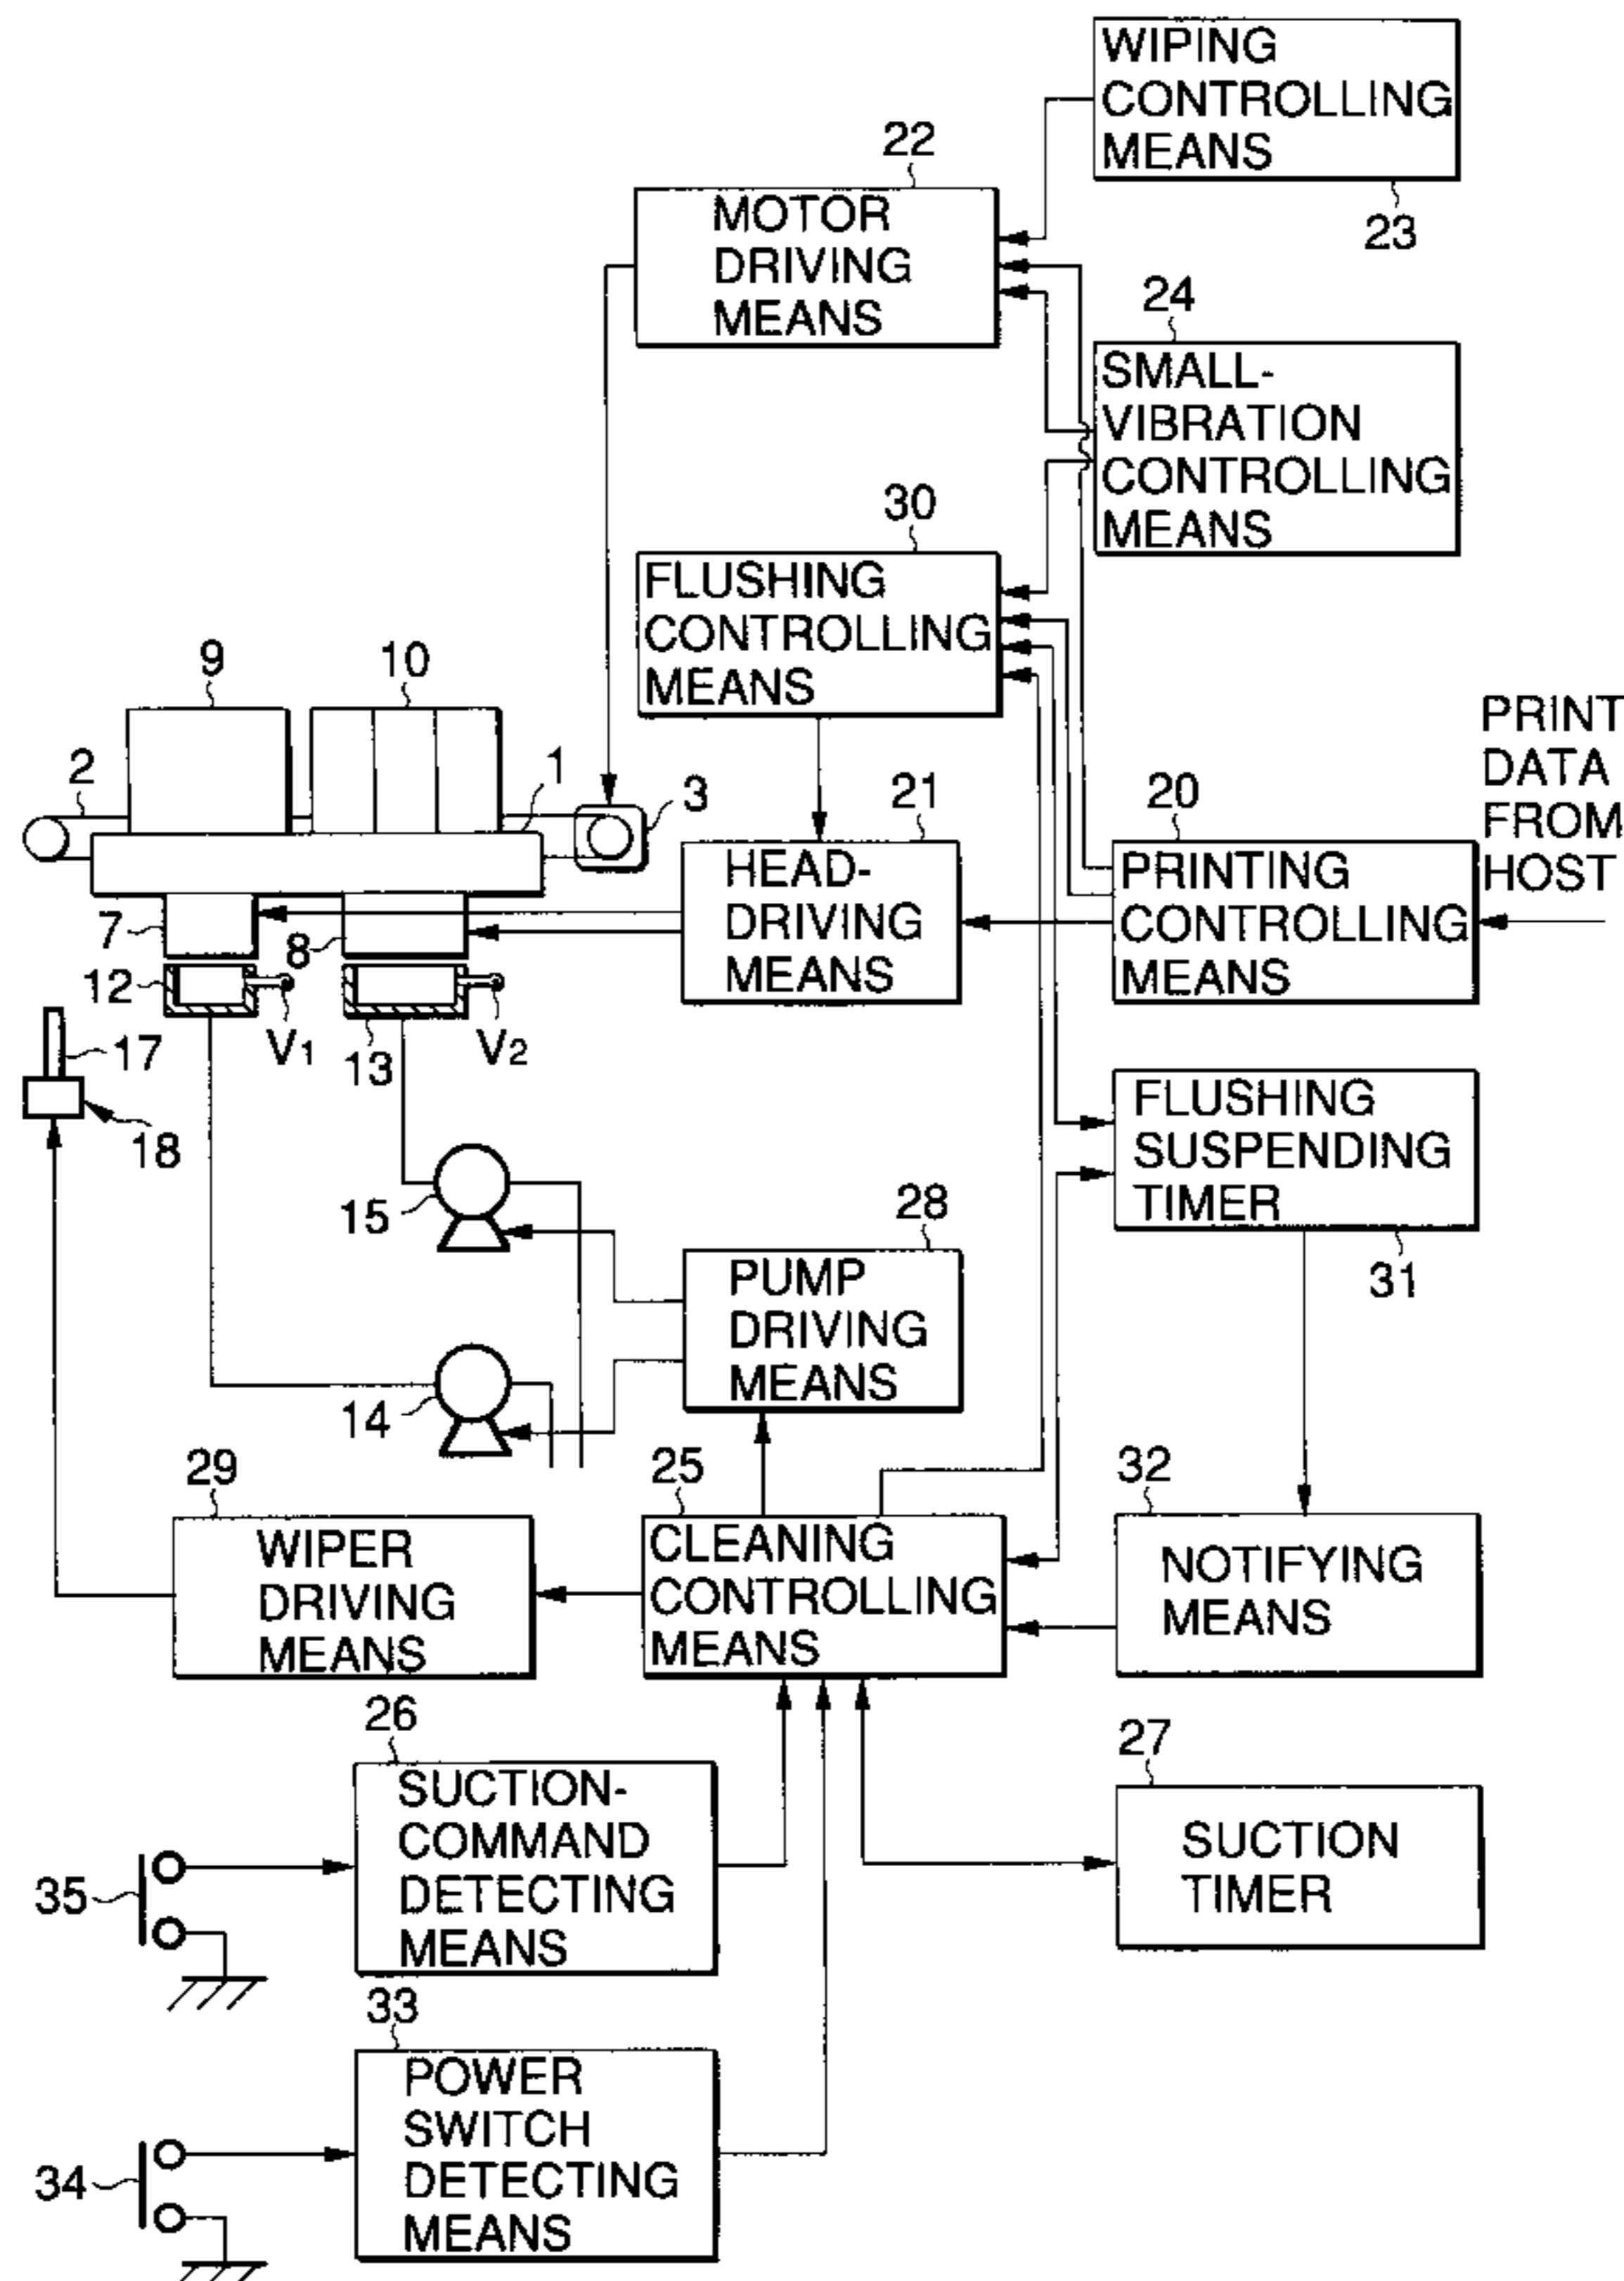 WIPING
CONTROLLING
MEANS
23
22
MOTOR
DRIVING
MEANS
24
SMALL-
VIBRATION
CONTROLLING
MEANS
30
FLUSHING
CONTROLLING
MEANS
9
10
2
1
3
7
8
12
13
V1
V2
17
18
21
HEAD-
DRIVING
MEANS
20
PRINTING
CONTROLLING
MEANS
PRINT
DATA
FROM
HOST
FLUSHING
SUSPENDING
TIMER
31
15
14
28
PUMP
DRIVING
MEANS
29
WIPER
DRIVING
MEANS
25
CLEANING
CONTROLLING
MEANS
32
NOTIFYING
MEANS
26
SUCTION-
COMMAND
DETECTING
MEANS
27
SUCTION
TIMER
35
33
POWER
SWITCH
DETECTING
MEANS
34